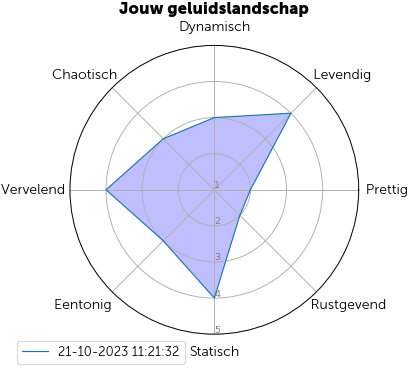 Jouw geluidslandschap
Dynamisch
Chaotisch
Levendig
Vervelend
1
Prettig
2
3
4
Eentonig
Rustgevend
5
21-10-2023 11:21:32
Statisch